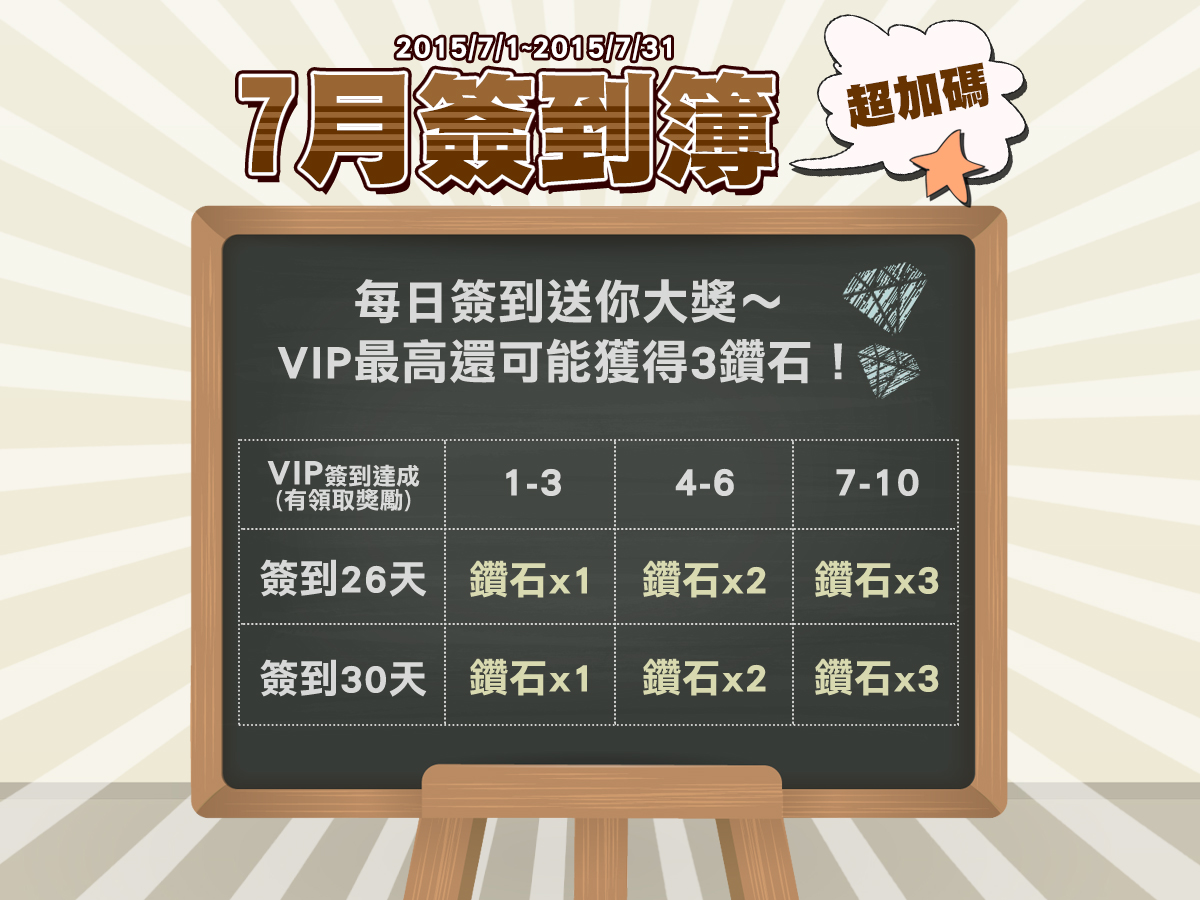 2015/7/1~2015/7/31
7月簽到簿
超加碼
每日簽到送你大獎～
VIP最高還可能獲得3鑽石！
VIP簽到達成
(有領取獎勵)
1-3
4-6
7-10
簽到26天
鑽石x1
鑽石x2
鑽石x3
簽到30天
鑽石x1
鑽石x2
鑽石x3